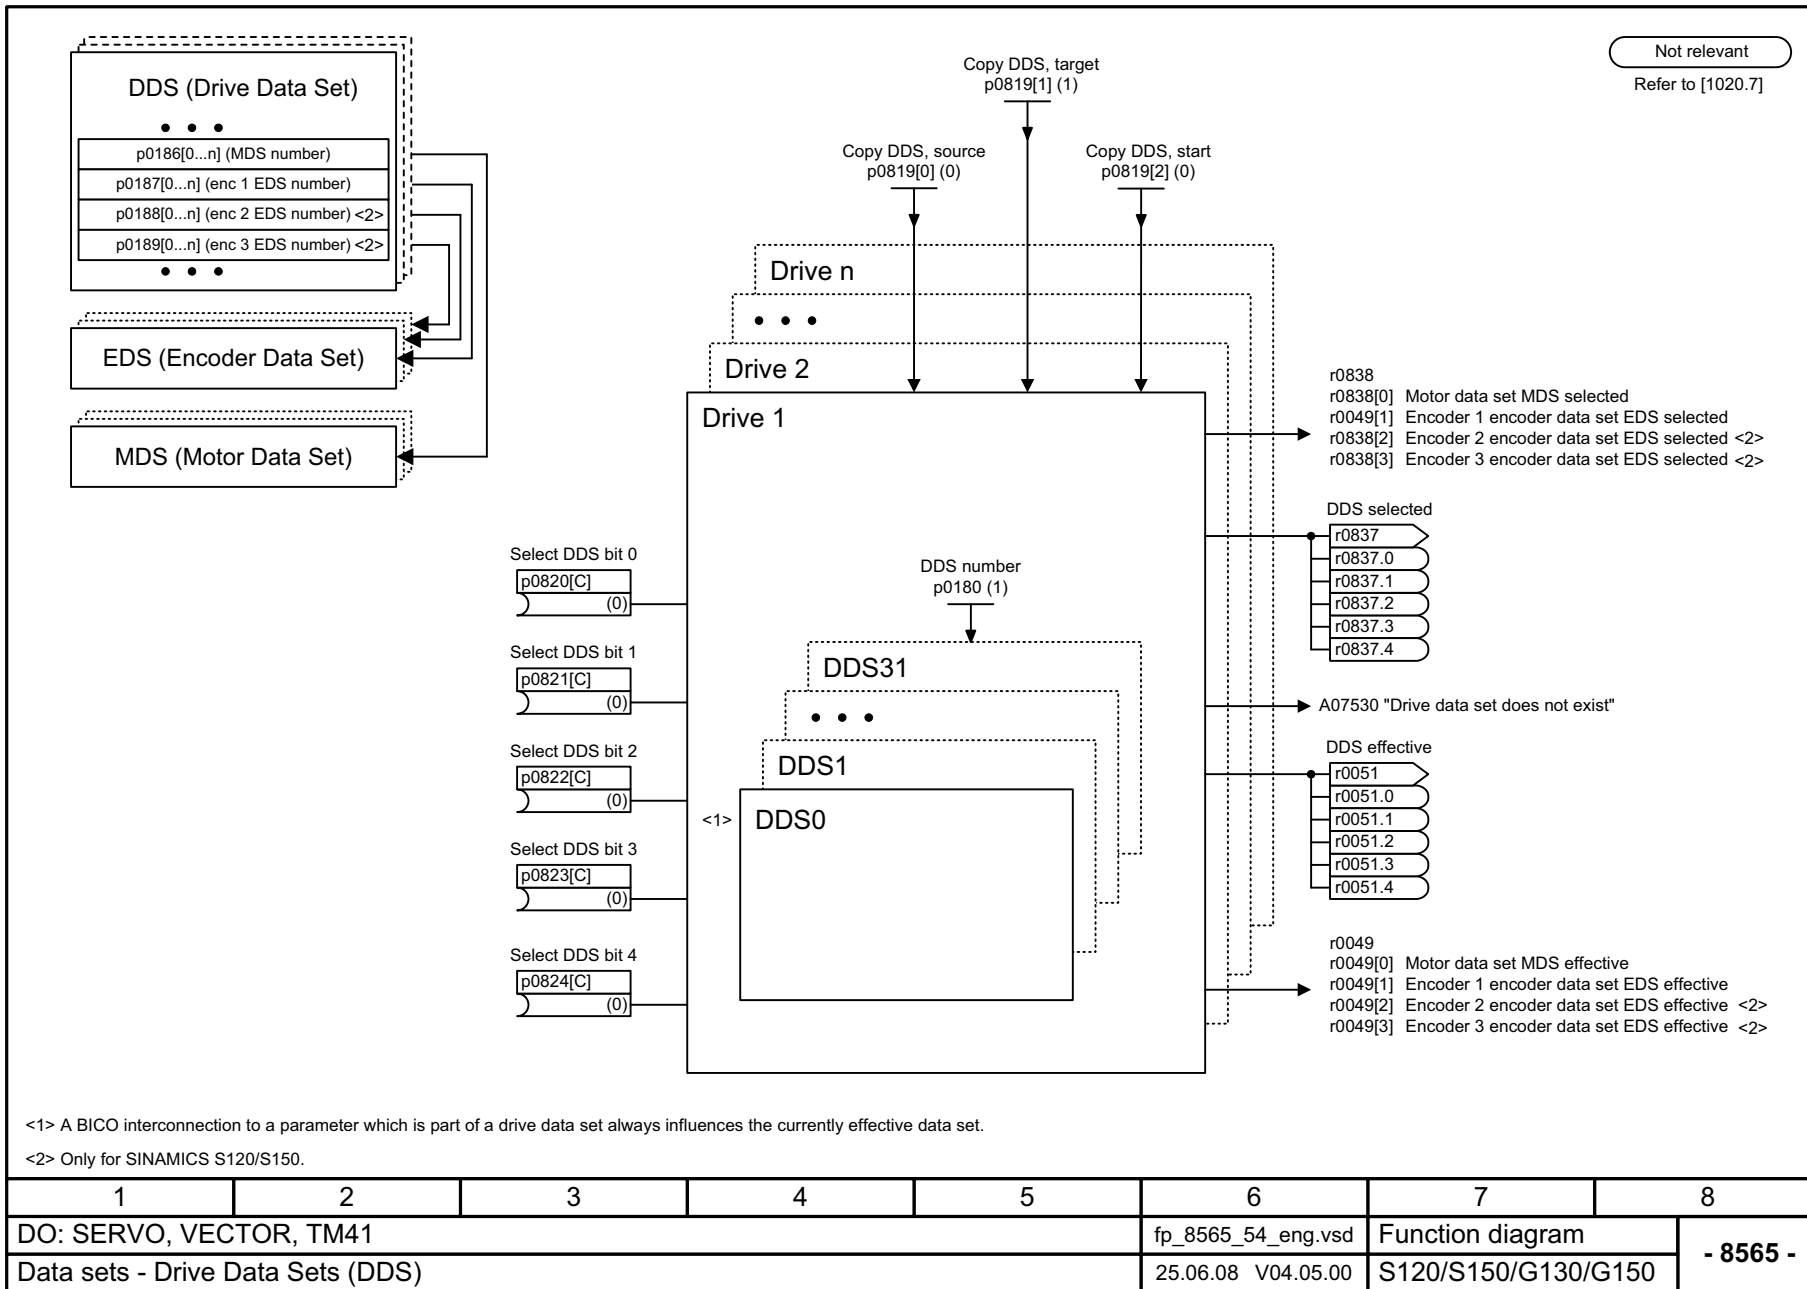 DDS (Drive Data Set)
• • •
p0186[0...n] (MDS number)
p0187[0...n] (enc 1 EDS number)
p0188[0...n] (enc 2 EDS number) <2>
p0189[0...n] (enc 3 EDS number) <2>
• • •
EDS (Encoder Data Set)
MDS (Motor Data Set)
Copy DDS, target
p0819[1] (1)
Copy DDS, source
p0819[0] (0)
Copy DDS, start
p0819[2] (0)
Not relevant
Refer to [1020.7]
Drive n
• • •
Drive 2
Drive 1
Select DDS bit 0
p0820[C]
(0)
Select DDS bit 1
p0821[C]
(0)
Select DDS bit 2
p0822[C]
(0)
Select DDS bit 3
p0823[C]
(0)
Select DDS bit 4
p0824[C]
(0)
DDS number
p0180 (1)
DDS31
• • •
DDS1
<1>
DDS0
r0838
r0838[0] Motor data set MDS selected
r0049[1] Encoder 1 encoder data set EDS selected
r0838[2] Encoder 2 encoder data set EDS selected <2>
r0838[3] Encoder 3 encoder data set EDS selected <2>
DDS selected
r0837
r0837.0
r0837.1
r0837.2
r0837.3
r0837.4
A07530 "Drive data set does not exist"
DDS effective
r0051
r0051.0
r0051.1
r0051.2
r0051.3
r0051.4
r0049
r0049[0] Motor data set MDS effective
r0049[1] Encoder 1 encoder data set EDS effective
r0049[2] Encoder 2 encoder data set EDS effective <2>
r0049[3] Encoder 3 encoder data set EDS effective <2>
<1> A BICO interconnection to a parameter which is part of a drive data set always influences the currently effective data set.
<2> Only for SINAMICS S120/S150.
1 2 3 4 5 6 7 8
DO: SERVO, VECTOR, TM41
fp_8565_54_eng.vsd
Function diagram
- 8565 -
Data sets - Drive Data Sets (DDS)
25.06.08 V04.05.00
S120/S150/G130/G150